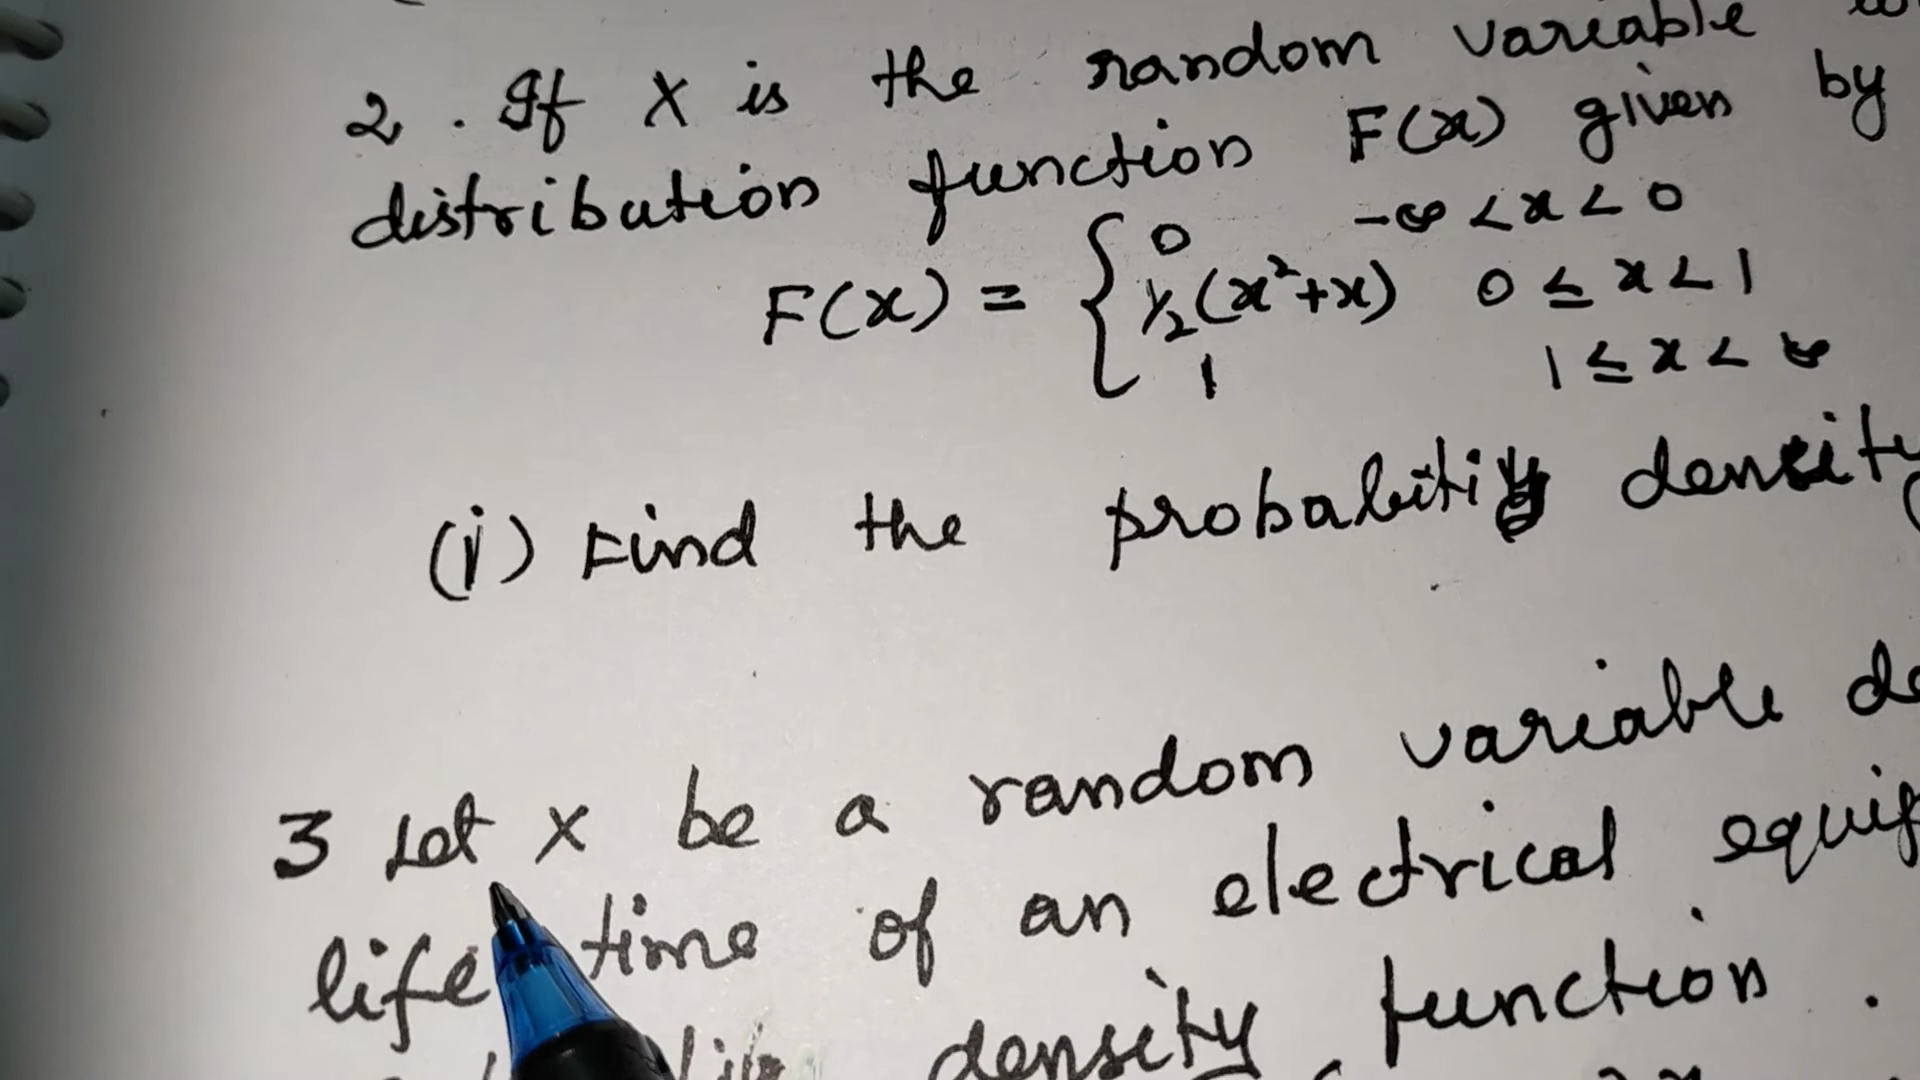 2. If X is the random variable
distribution function F(x) given by
F(x) = { 0 -∞ < x < 0
1/2(x²+x) 0 ≤ x < 1
1 1 ≤ x < ∞
(i) Find the probability density
3 Let X be a random variable
life time of an electrical
density function.